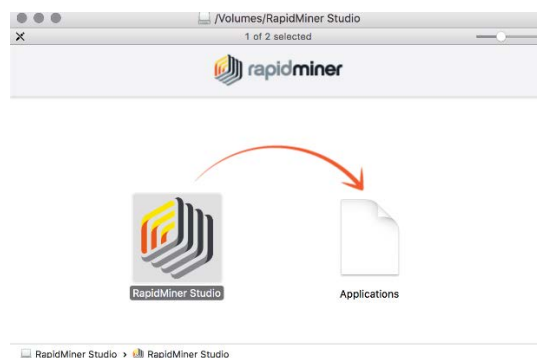 /Volumes/RapidMiner Studio
1 of 2 selected
rapidminer
RapidMiner Studio
Applications
RapidMiner Studio › RapidMiner Studio